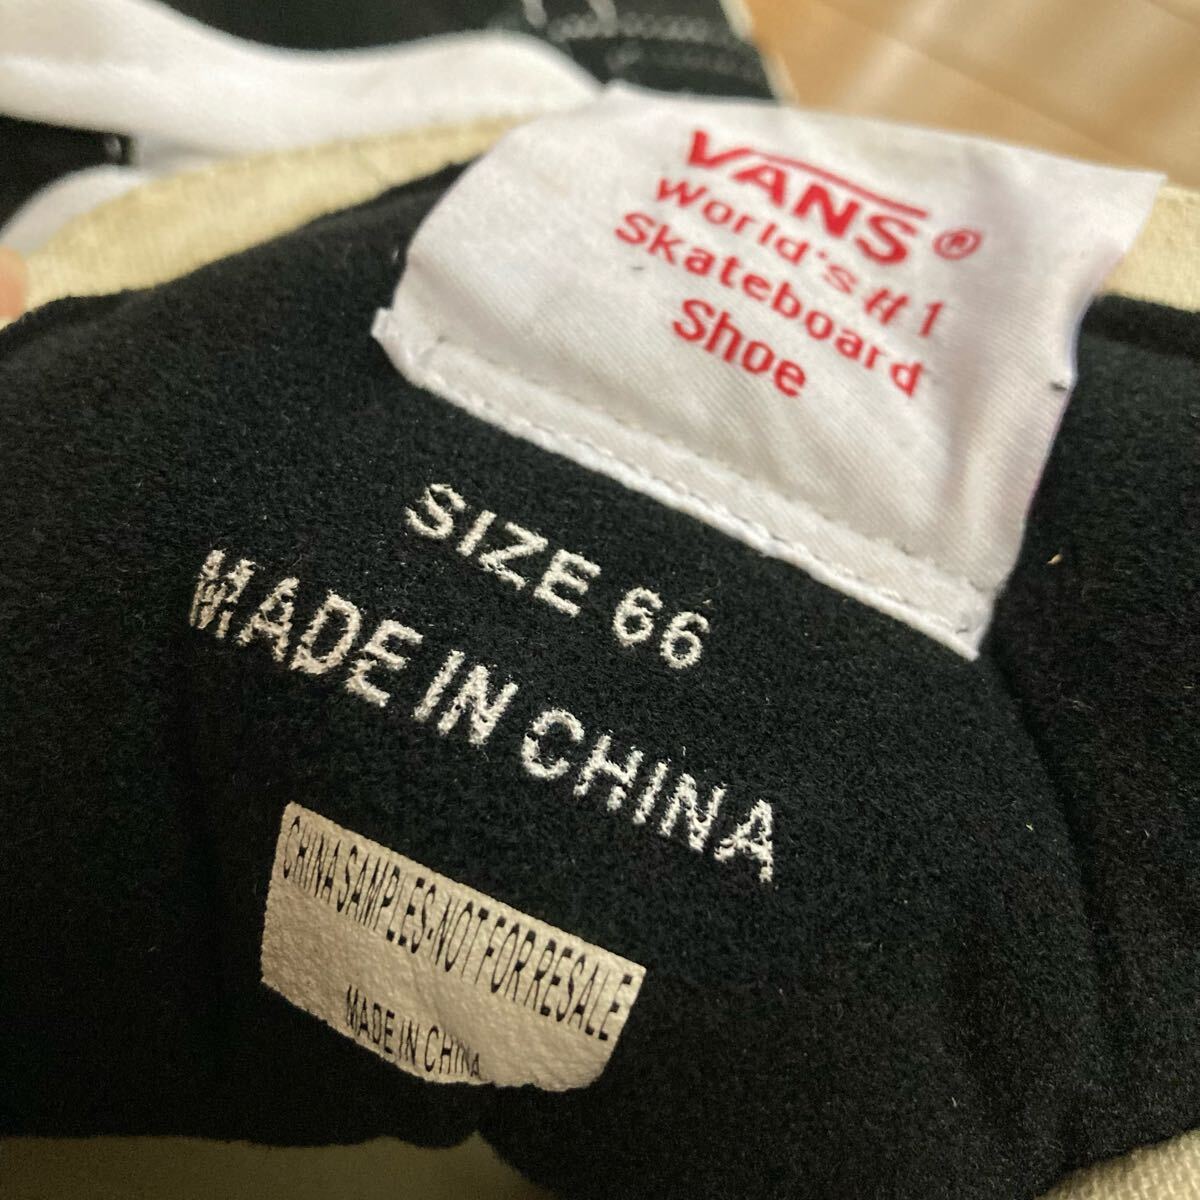 VANS®
World's #1
Skateboard
Shoe
SIZE 66
MADE IN CHINA
CHINA SAMPLES-NOT FOR RESALE
MADE IN CHINA